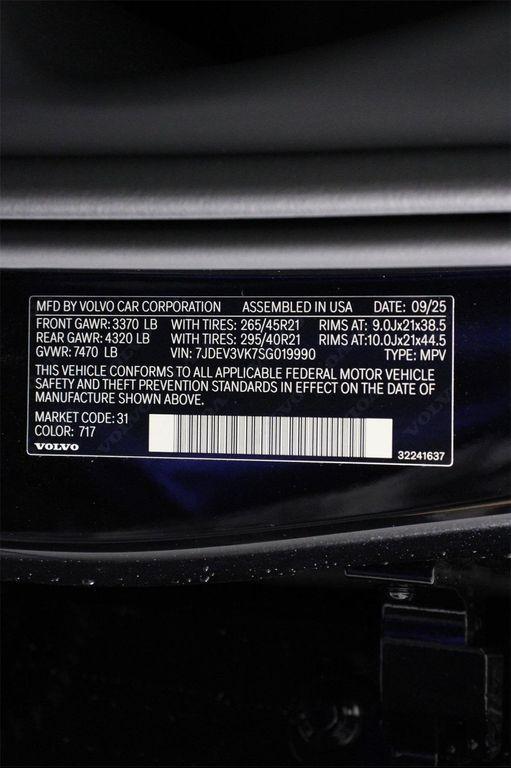 MFD BY VOLVO CAR CORPORATION ASSEMBLED IN USA DATE: 09/25
FRONT GAWR: 3370 LB WITH TIRES: 265/45R21 RIMS AT: 9.0Jx21x38.5
REAR GAWR: 4320 LB WITH TIRES: 295/40R21 RIMS AT: 10.0Jx21x44.5
GVWR: 7470 LB VIN: 7JDEV3VK7SG019990 TYPE: MPV
THIS VEHICLE CONFORMS TO ALL APPLICABLE FEDERAL MOTOR VEHICLE
SAFETY AND THEFT PREVENTION STANDARDS IN EFFECT ON THE DATE OF
MANUFACTURE SHOWN ABOVE.
MARKET CODE: 31
COLOR: 717
VOLVO
32241637